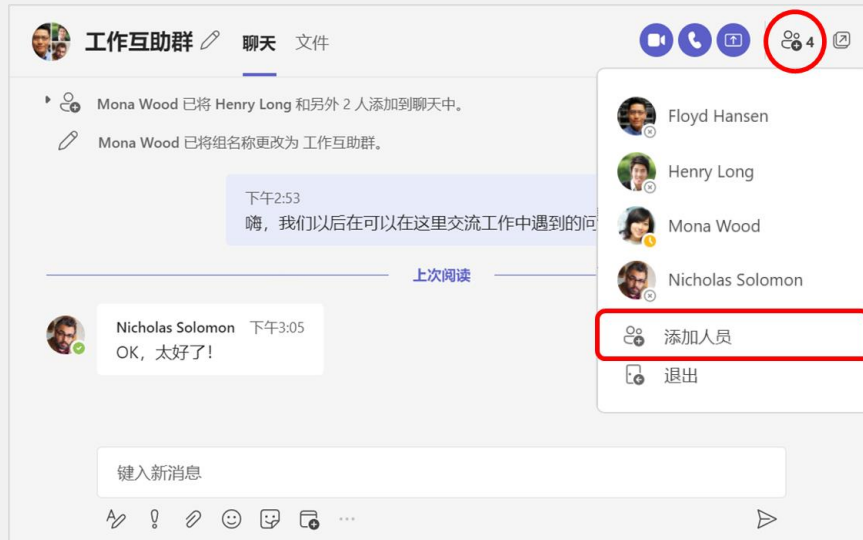 工作互助群 聊天 文件 4
Mona Wood 已将 Henry Long 和另外 2 人添加到聊天中。
Mona Wood 已将组名称更改为 工作互助群。
下午2:53
嗨，我们以后在可以在这里交流工作中遇到的问
上次阅读
Nicholas Solomon 下午3:05
OK，太好了！
键入新消息
Floyd Hansen
Henry Long
Mona Wood
Nicholas Solomon
添加人员
退出